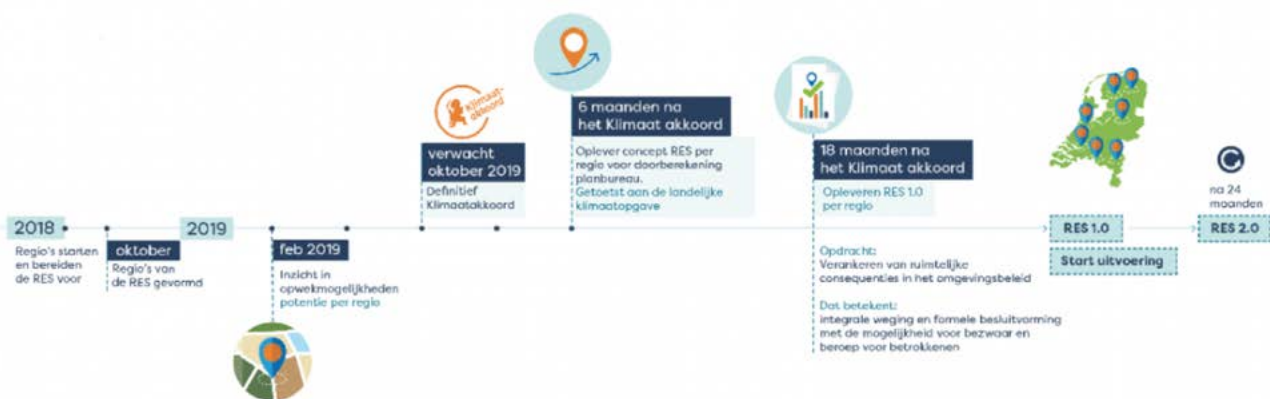 2018
Regio's starten
en bereiden
de RES voor
oktober
Regio's van
de RES gevormd
2019
feb 2019
Inzicht in
opwekmogelijkheden
potentie per regio
Klimaat-
akkoord
verwacht
oktober 2019
Definitief
Klimaatakkoord
6 maanden na
het Klimaat akkoord
Oplever concept RES per
regio voor doorberekening
planbureau.
Getoetst aan de landelijke
klimaatopgave
18 maanden na
het Klimaat akkoord
Opleveren RES 1.0
per regio
Opdracht:
Verankeren van ruimtelijke
consequenties in het omgevingsbeleid
Dat betekent:
integrale weging en formele besluitvorming
met de mogelijkheid voor bezwaar en
beroep voor betrokkenen
RES 1.0
Start uitvoering
na 24
maanden
RES 2.0